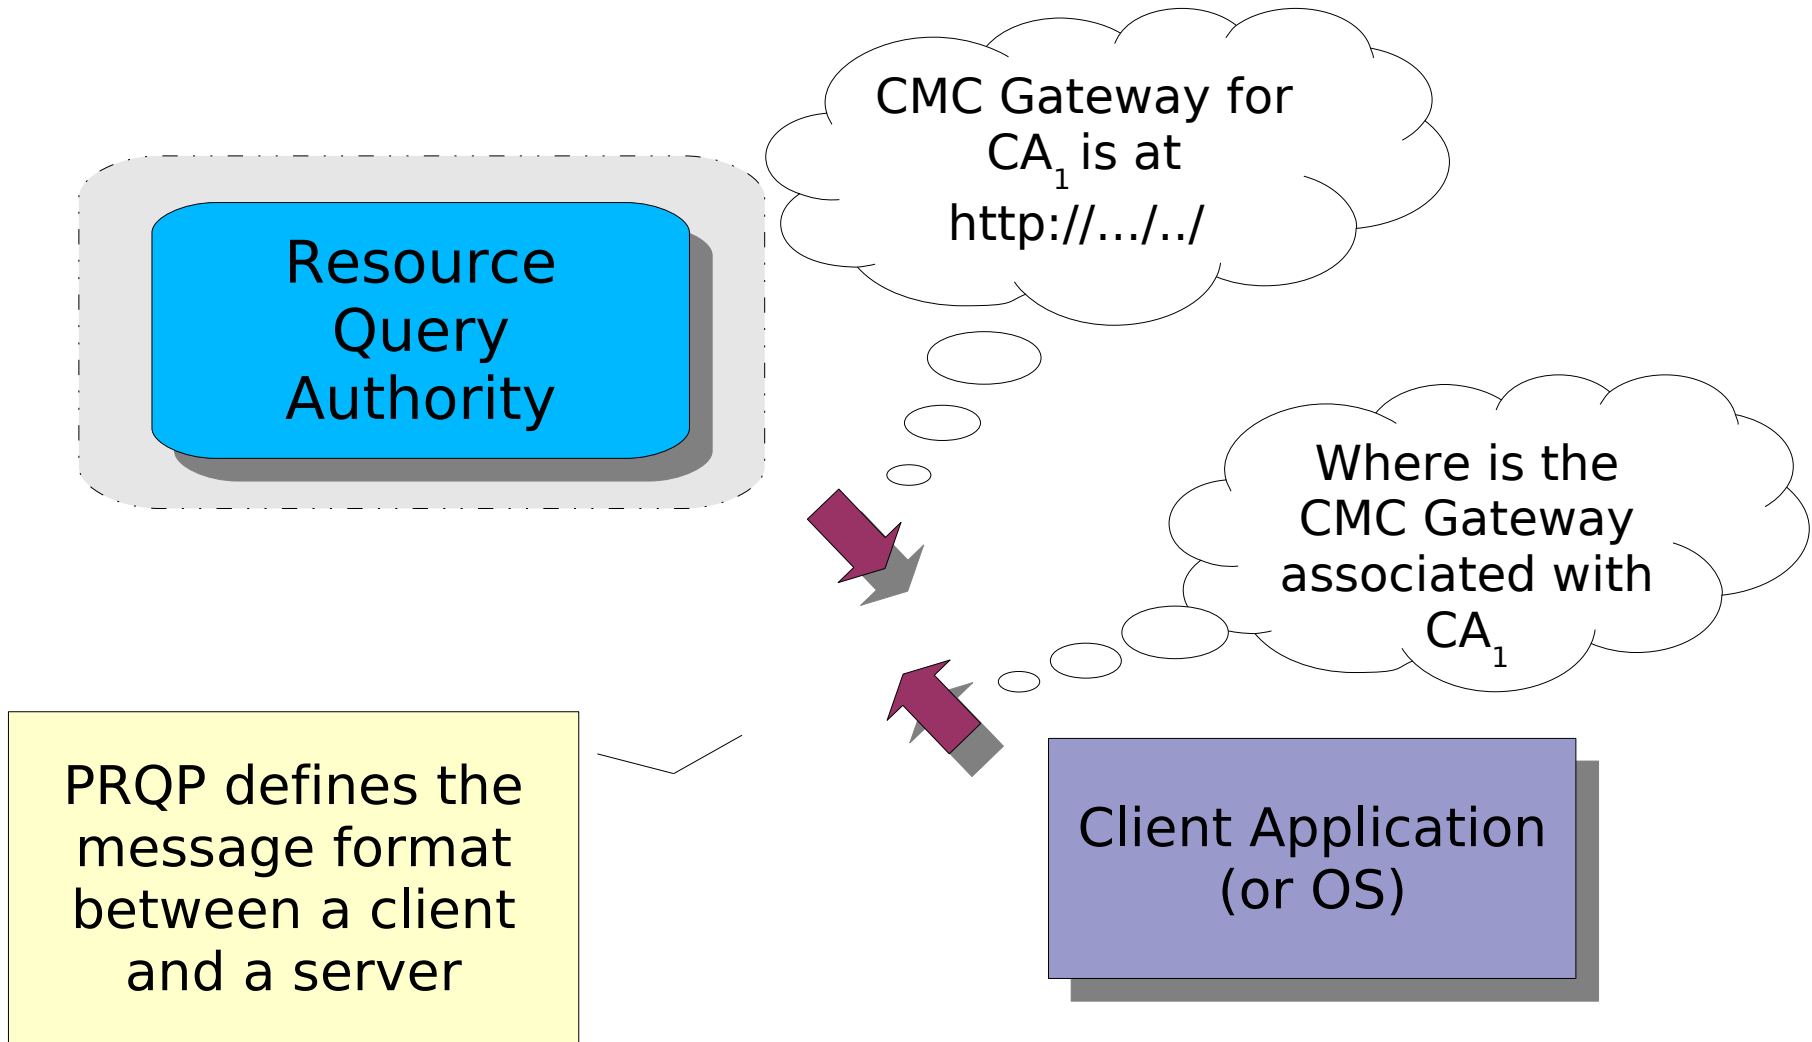 CMC Gateway for
CA1 is at
http://.../../
Resource
Query
Authority
Where is the
CMC Gateway
associated with
CA1
PRQP defines the
message format
between a client
and a server
Client Application
(or OS)